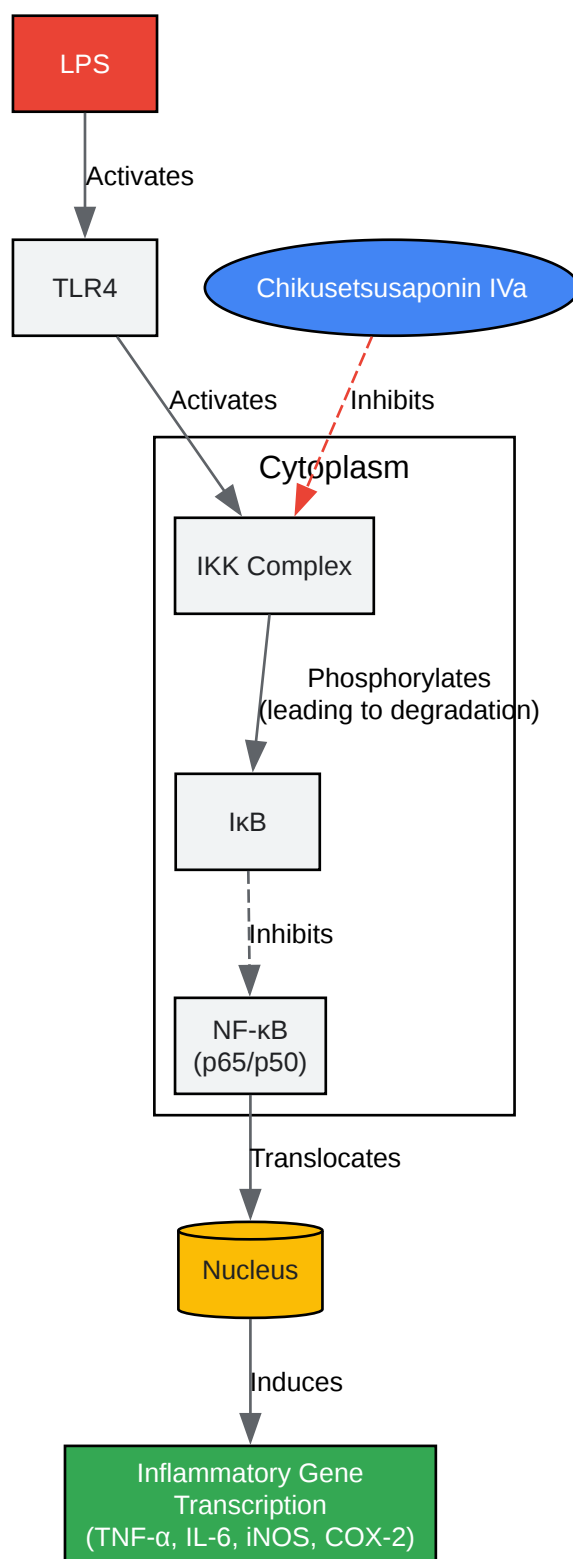 LPS
Activates
TLR4
Chikusetsusaponin IVa
Activates
Inhibits
Cytoplasm
IKK Complex
Phosphorylates
(leading to degradation)
IκB
Inhibits
NF-κB
(p65/p50)
Translocates
Nucleus
Induces
Inflammatory Gene
Transcription
(TNF-α, IL-6, iNOS, COX-2)